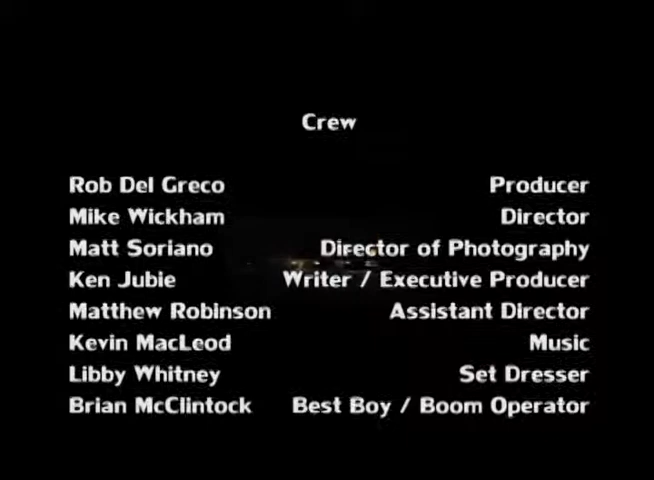 Crew
Rob Del Greco Producer
Mike Wickham Director
Matt Soriano Director of Photography
Ken Jubie Writer / Executive Producer
Matthew Robinson Assistant Director
Kevin MacLeod Music
Libby Whitney Set Dresser
Brian McClintock Best Boy / Boom Operator